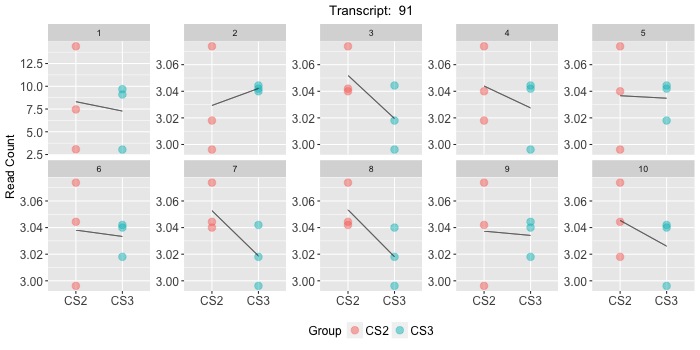 Transcript: 91
1 2 3 4 5
12.5 3.06 3.06 3.06 3.06
10.0 3.04 3.04 3.04 3.04
7.5 3.02 3.02 3.02 3.02
5.0 3.00 3.00 3.00 3.00
2.5
Read Count
6 7 8 9 10
3.06 3.06 3.06 3.06 3.06
3.04 3.04 3.04 3.04 3.04
3.02 3.02 3.02 3.02 3.02
3.00 3.00 3.00 3.00 3.00
CS2 CS3 CS2 CS3 CS2 CS3 CS2 CS3 CS2 CS3
Group CS2 CS3